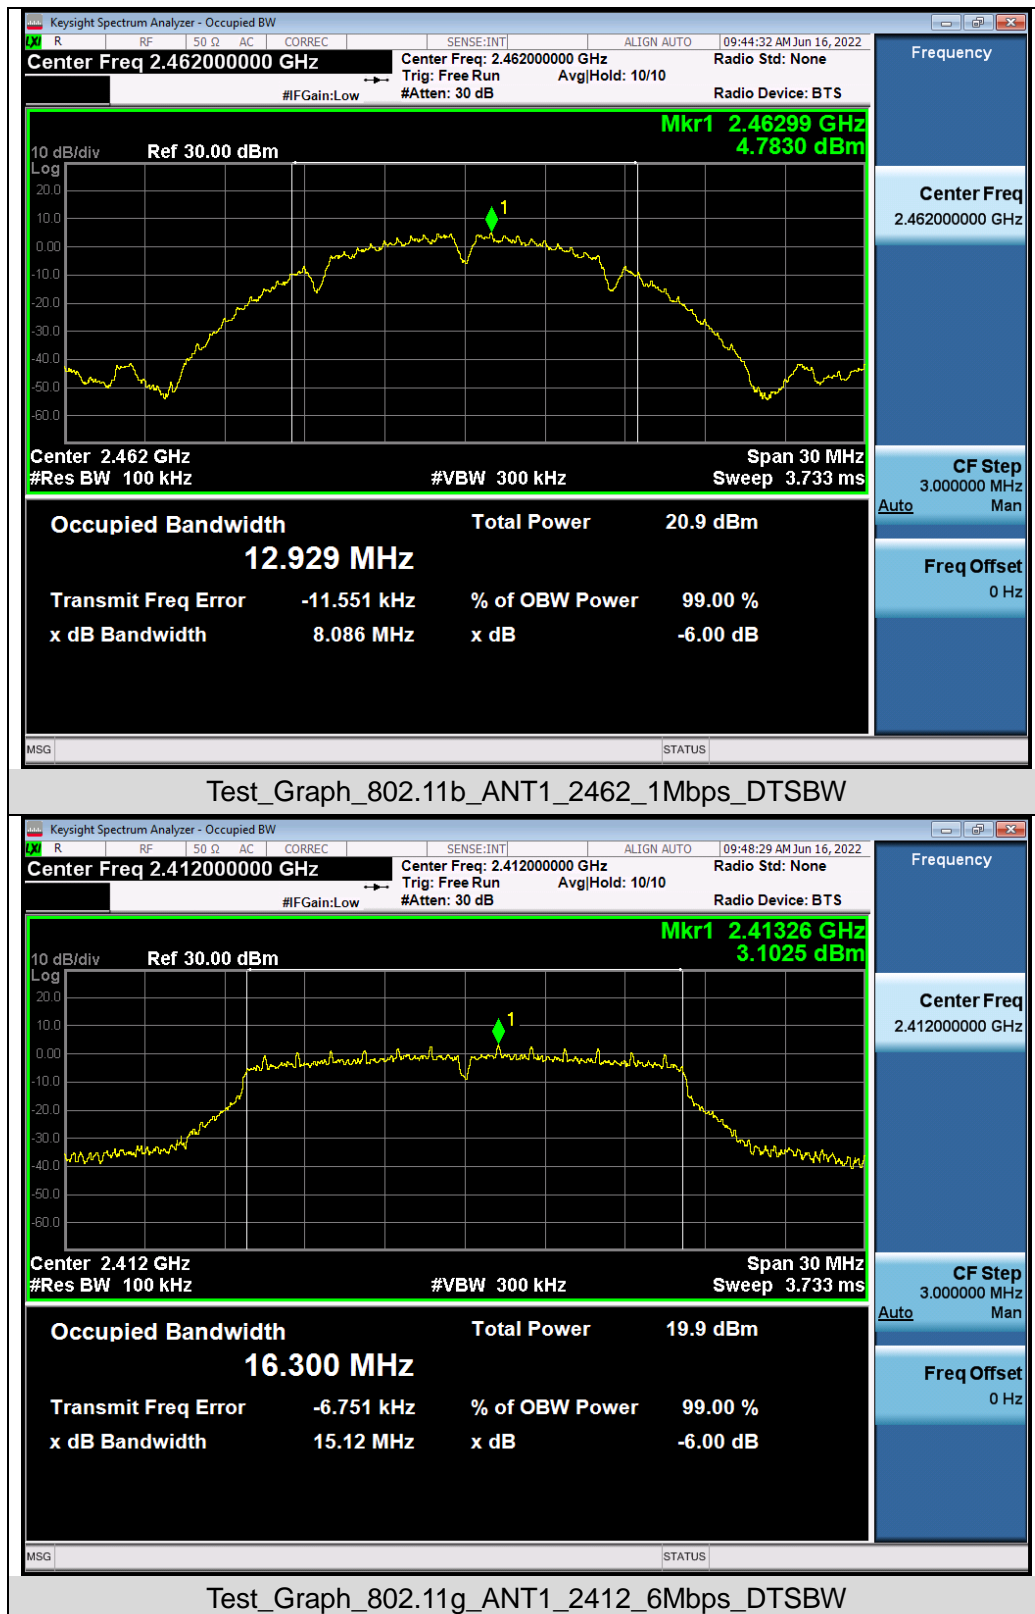 Keysight Spectrum Analyzer - Occupied BW
LXI R RF 50 Ω AC CORREC SENSE:INT ALIGN AUTO 09:44:32 AM Jun 16, 2022
Center Freq 2.462000000 GHz
Center Freq: 2.462000000 GHz Radio Std: None
Trig: Free Run Avg|Hold: 10/10
#IFGain:Low #Atten: 30 dB Radio Device: BTS
Frequency
Mkr1 2.46299 GHz
4.7830 dBm
10 dB/div Ref 30.00 dBm
Log
20.0
10.0
0.00
-10.0
-20.0
-30.0
-40.0
-50.0
-60.0
1
Center 2.462 GHz Span 30 MHz
#Res BW 100 kHz #VBW 300 kHz Sweep 3.733 ms
Center Freq
2.462000000 GHz
CF Step
3.000000 MHz
Auto Man
Freq Offset
0 Hz
Occupied Bandwidth Total Power 20.9 dBm
12.929 MHz
Transmit Freq Error -11.551 kHz % of OBW Power 99.00 %
x dB Bandwidth 8.086 MHz x dB -6.00 dB
MSG STATUS
Test_Graph_802.11b_ANT1_2462_1Mbps_DTSBW
Keysight Spectrum Analyzer - Occupied BW
LXI R RF 50 Ω AC CORREC SENSE:INT ALIGN AUTO 09:48:29 AM Jun 16, 2022
Center Freq 2.412000000 GHz
Center Freq: 2.412000000 GHz Radio Std: None
Trig: Free Run Avg|Hold: 10/10
#IFGain:Low #Atten: 30 dB Radio Device: BTS
Frequency
Mkr1 2.41326 GHz
3.1025 dBm
10 dB/div Ref 30.00 dBm
Log
20.0
10.0
0.00
-10.0
-20.0
-30.0
-40.0
-50.0
-60.0
1
Center 2.412 GHz Span 30 MHz
#Res BW 100 kHz #VBW 300 kHz Sweep 3.733 ms
Center Freq
2.412000000 GHz
CF Step
3.000000 MHz
Auto Man
Freq Offset
0 Hz
Occupied Bandwidth Total Power 19.9 dBm
16.300 MHz
Transmit Freq Error -6.751 kHz % of OBW Power 99.00 %
x dB Bandwidth 15.12 MHz x dB -6.00 dB
MSG STATUS
Test_Graph_802.11g_ANT1_2412_6Mbps_DTSBW